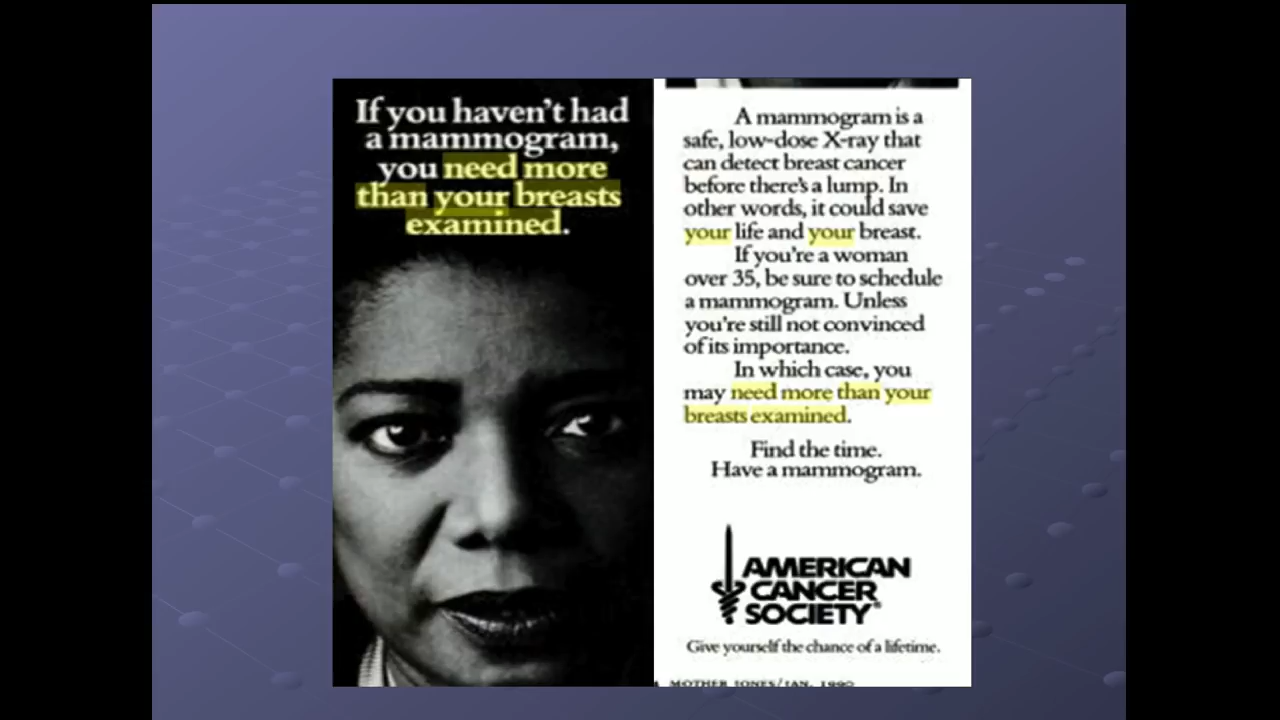 If you haven't had
a mammogram,
you need more
than your breasts
examined.
A mammogram is a
safe, low-dose X-ray that
can detect breast cancer
before there's a lump. In
other words, it could save
your life and your breast.
If you're a woman
over 35, be sure to schedule
a mammogram. Unless
you're still not convinced
of its importance.
In which case, you
may need more than your
breasts examined.
Find the time.
Have a mammogram.
AMERICAN
CANCER
SOCIETY®
Give yourself the chance of a lifetime.
MOTHER JONES/JAN. 1990